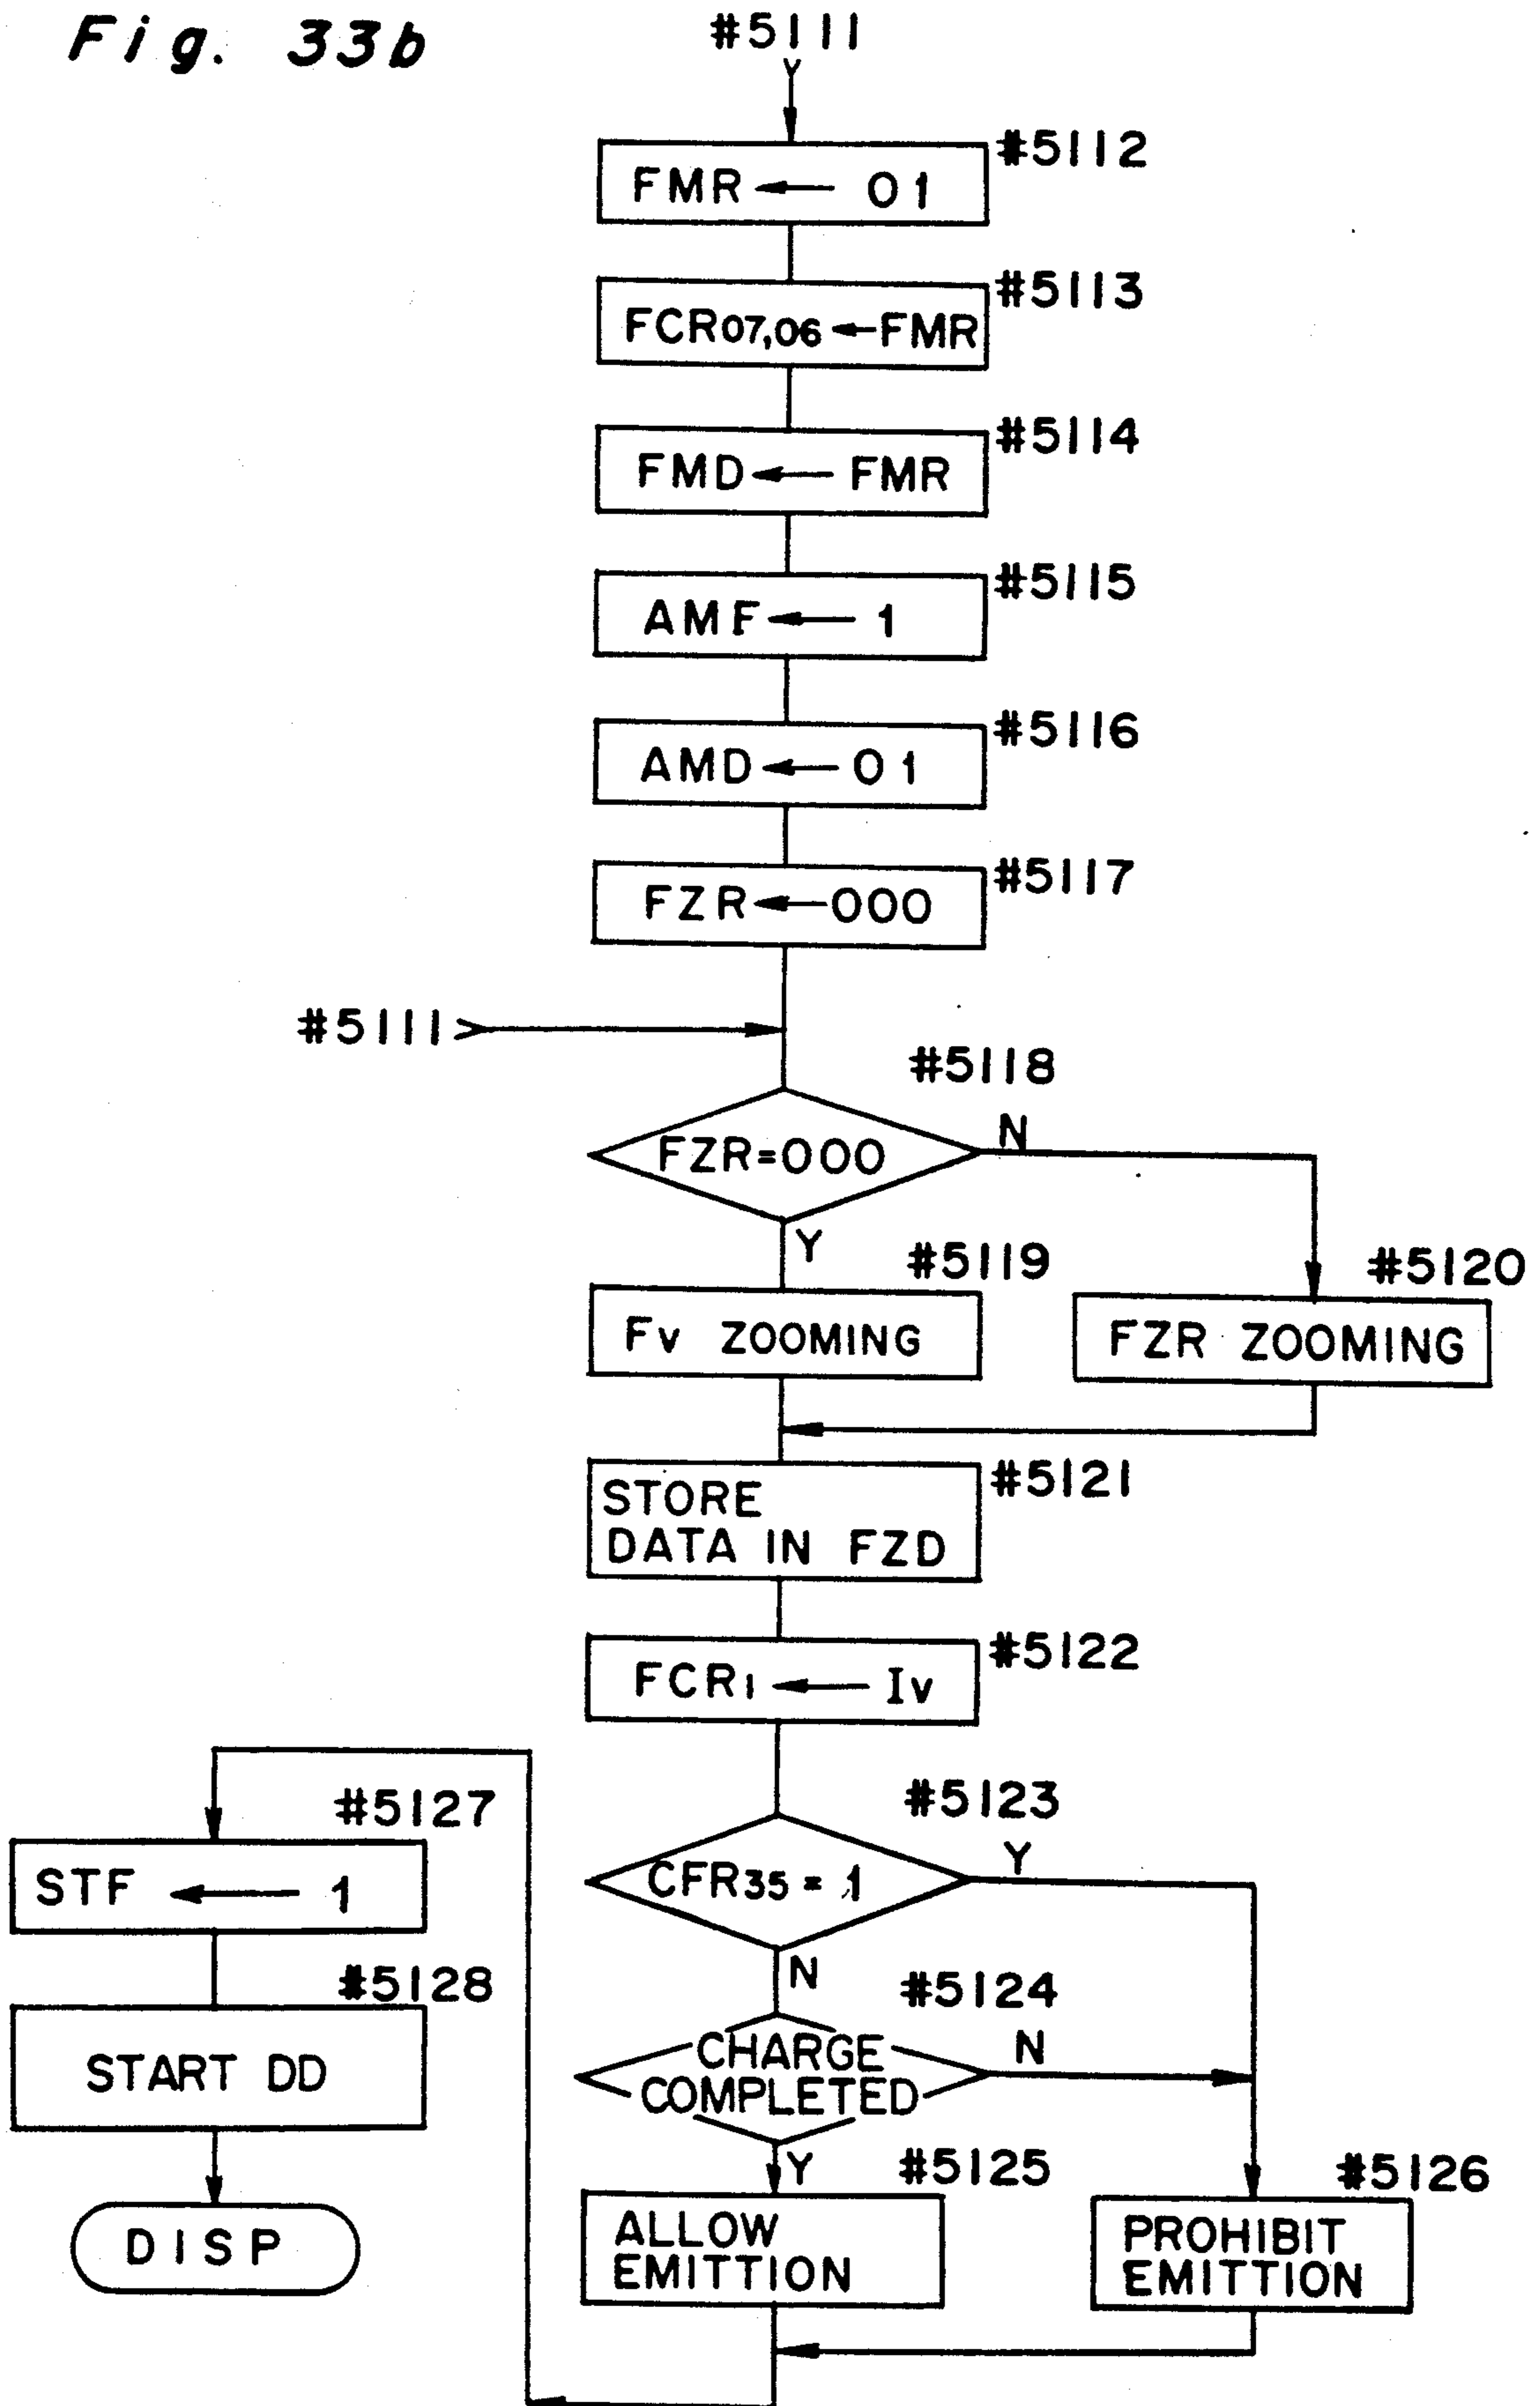 Fig. 33b
#5111
#5112
FMR ← 01
#5113
FCR07,06 ← FMR
#5114
FMD ← FMR
#5115
AMF ← 1
#5116
AMD ← 01
#5117
FZR ← 000
#5111
#5118
FZR=000
N
Y
#5119
Fv ZOOMING
#5120
FZR ZOOMING
#5121
STORE
DATA IN FZD
#5122
FCR1 ← Iv
#5123
CFR35 = 1
Y
N
#5124
CHARGE
COMPLETED
N
Y
#5125
ALLOW
EMITTION
#5126
PROHIBIT
EMITTION
#5127
STF ← 1
#5128
START DD
DISP